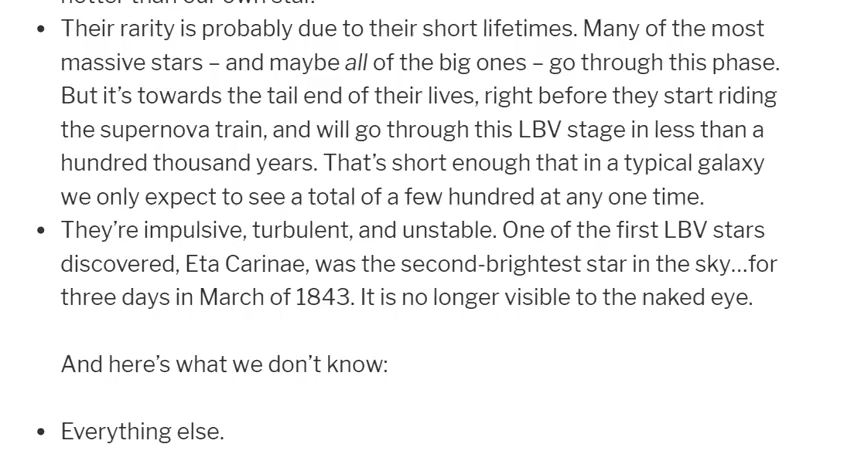 hotter than our own star.
• Their rarity is probably due to their short lifetimes. Many of the most
massive stars – and maybe all of the big ones – go through this phase.
But it’s towards the tail end of their lives, right before they start riding
the supernova train, and will go through this LBV stage in less than a
hundred thousand years. That’s short enough that in a typical galaxy
we only expect to see a total of a few hundred at any one time.
• They’re impulsive, turbulent, and unstable. One of the first LBV stars
discovered, Eta Carinae, was the second-brightest star in the sky…for
three days in March of 1843. It is no longer visible to the naked eye.
And here’s what we don’t know:
• Everything else.